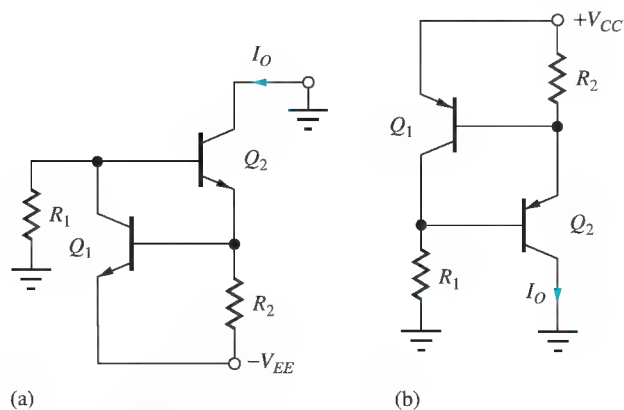 I_O
Q_2
R_1
Q_1
R_2
−V_EE
(a)
+V_CC
R_2
Q_1
Q_2
R_1
I_O
(b)